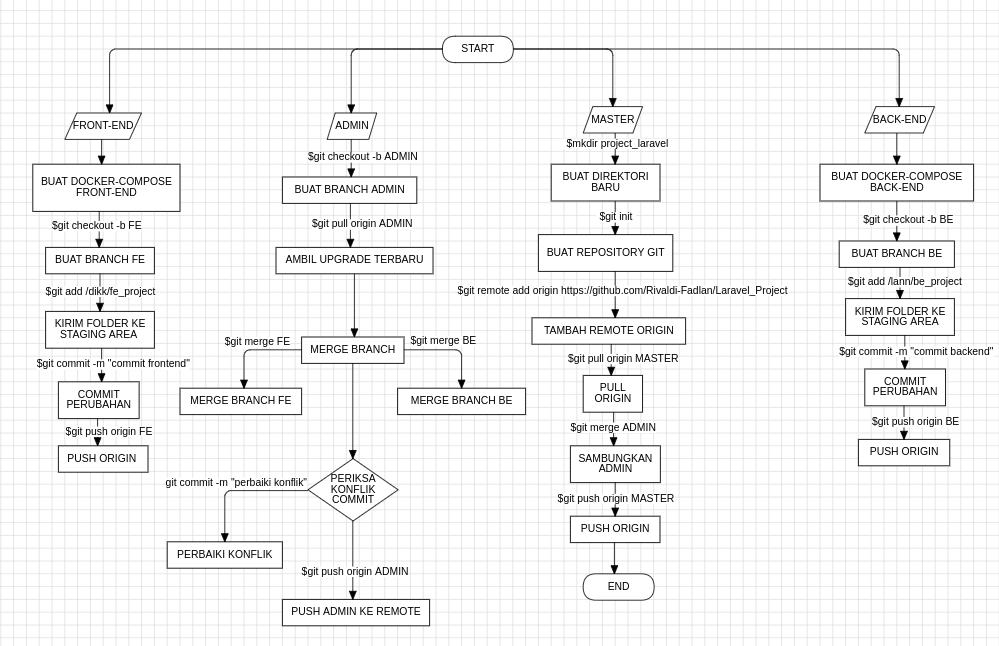 START
FRONT-END
BUAT DOCKER-COMPOSE
FRONT-END
$git checkout -b FE
BUAT BRANCH FE
$git add /dikk/fe_project
KIRIM FOLDER KE
STAGING AREA
$git commit -m "commit frontend"
COMMIT
PERUBAHAN
$git push origin FE
PUSH ORIGIN
ADMIN
$git checkout -b ADMIN
BUAT BRANCH ADMIN
$git pull origin ADMIN
AMBIL UPGRADE TERBARU
MERGE BRANCH
$git merge FE
MERGE BRANCH FE
$git merge BE
MERGE BRANCH BE
PERIKSA
KONFLIK
COMMIT
git commit -m "perbaiki konflik"
PERBAIKI KONFLIK
$git push origin ADMIN
PUSH ADMIN KE REMOTE
MASTER
$mkdir project_laravel
BUAT DIREKTORI
BARU
$git init
BUAT REPOSITORY GIT
$git remote add origin https://github.com/Rivaldi-Fadlan/Laravel_Project
TAMBAH REMOTE ORIGIN
$git pull origin MASTER
PULL
ORIGIN
$git merge ADMIN
SAMBUNGKAN
ADMIN
$git push origin MASTER
PUSH ORIGIN
END
BACK-END
BUAT DOCKER-COMPOSE
BACK-END
$git checkout -b BE
BUAT BRANCH BE
$git add /lann/be_project
KIRIM FOLDER KE
STAGING AREA
$git commit -m "commit backend"
COMMIT
PERUBAHAN
$git push origin BE
PUSH ORIGIN